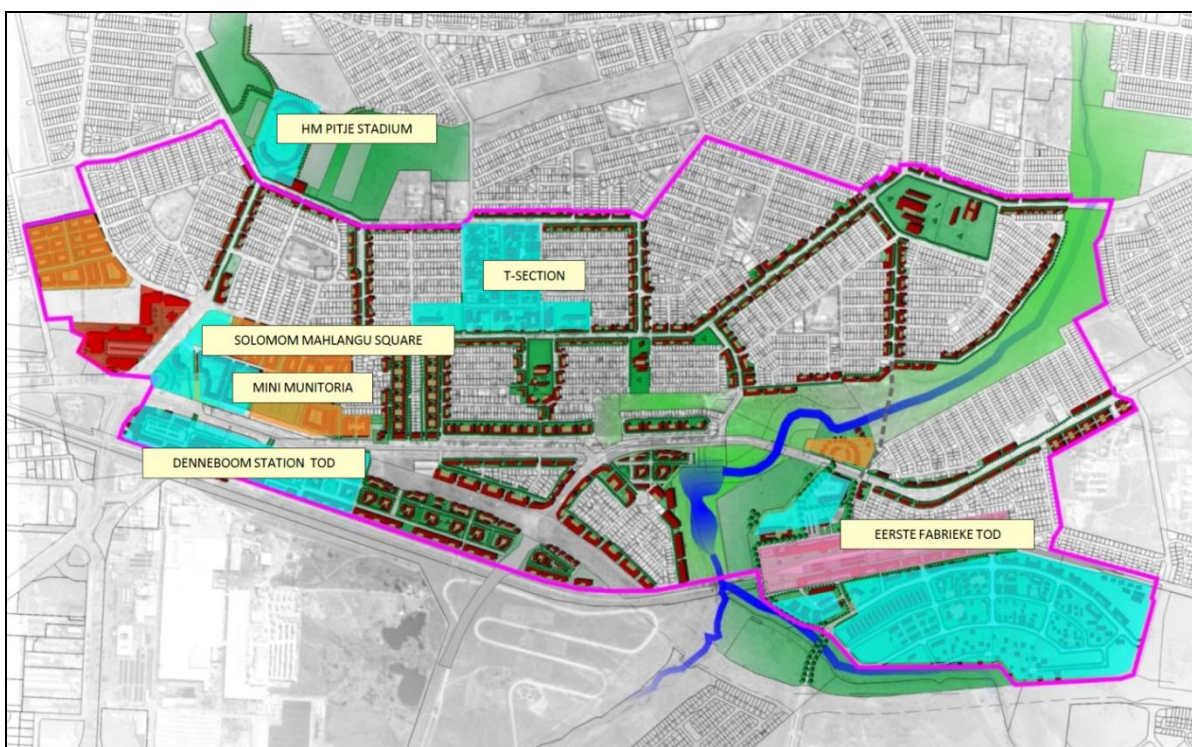 HM PITJE STADIUM
T-SECTION
SOLOMOM MAHLANGU SQUARE
MINI MUNITORIA
DENNEBOOM STATION TOD
EERSTE FABRIEKE TOD